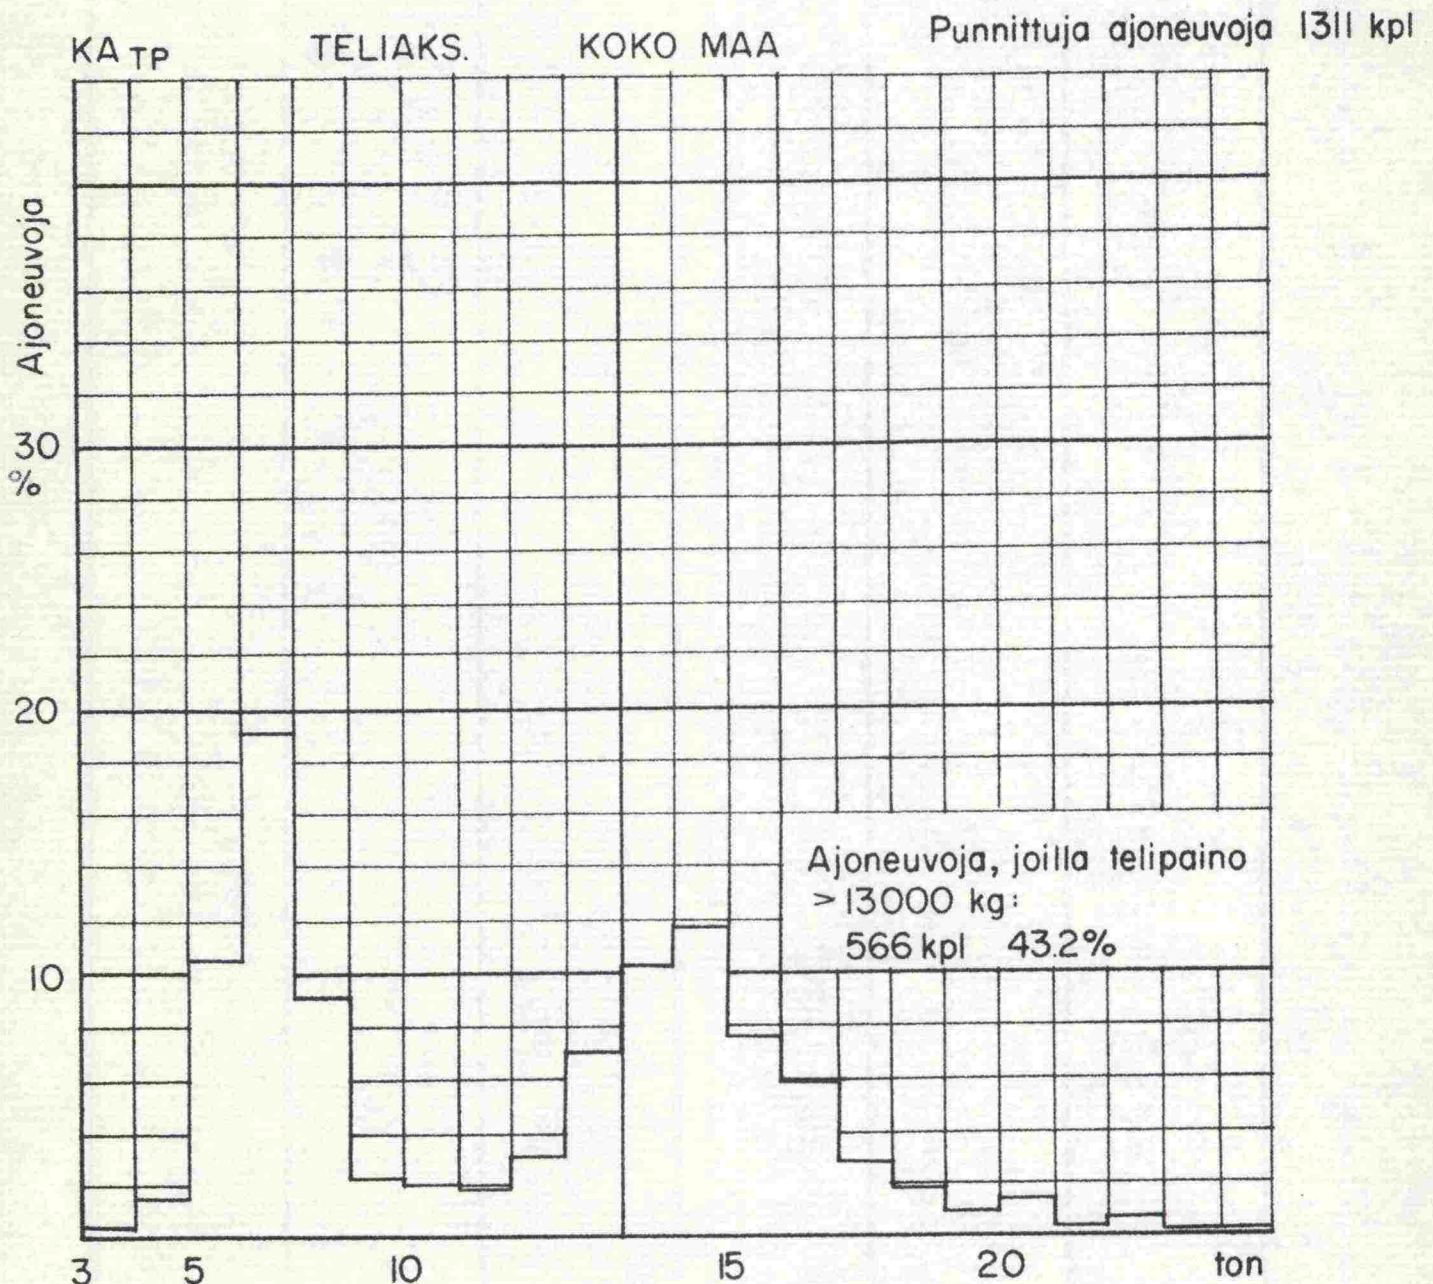 KA TP TELIAKS. KOKO MAA
Punnittuja ajoneuvoja 1311 kpl
Ajoneuvoja
%
30
20
10
Ajoneuvoja, joilla telipaino
>13000 kg:
566 kpl 43.2%
3 5 10 15 20 ton